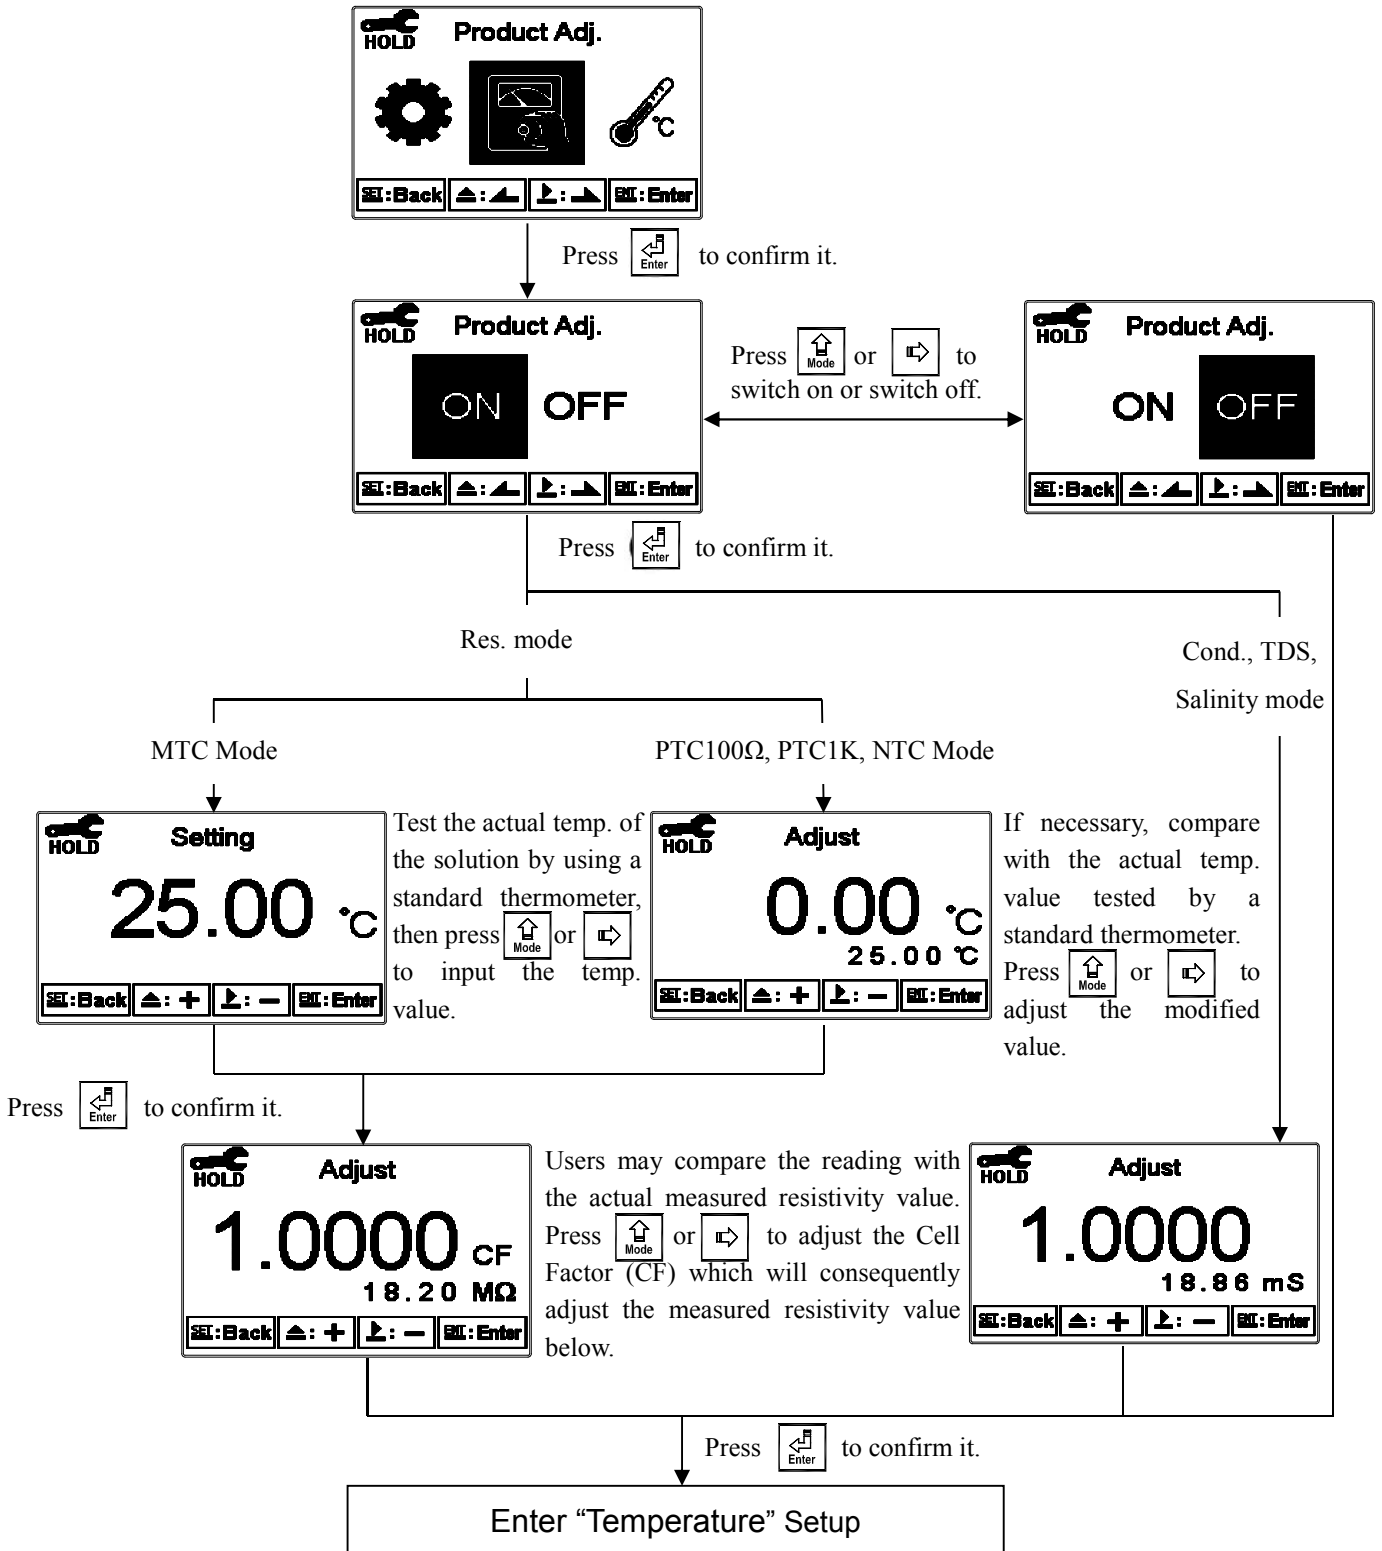 HOLD
Product Adj.
°C
SET:Back
:
:
ENT:Enter
Press Enter to confirm it.
HOLD
Product Adj.
ON OFF
SET:Back
:
:
ENT:Enter
Press Mode or to
switch on or switch off.
HOLD
Product Adj.
ON OFF
SET:Back
:
:
ENT:Enter
Press Enter to confirm it.
Res. mode
Cond., TDS,
Salinity mode
MTC Mode
PTC100Ω, PTC1K, NTC Mode
HOLD
Setting
25.00 °C
SET:Back
: +
: −
ENT:Enter
Test the actual temp. of
the solution by using a
standard thermometer,
then press Mode or
to input the temp.
value.
HOLD
Adjust
0.00 °C
25.00 °C
SET:Back
: +
: −
ENT:Enter
If necessary, compare
with the actual temp.
value tested by a
standard thermometer.
Press Mode or to
adjust the modified
value.
Press Enter to confirm it.
HOLD
Adjust
1.0000 CF
18.20 MΩ
SET:Back
: +
: −
ENT:Enter
Users may compare the reading with
the actual measured resistivity value.
Press Mode or to adjust the Cell
Factor (CF) which will consequently
adjust the measured resistivity value
below.
HOLD
Adjust
1.0000
18.86 mS
SET:Back
: +
: −
ENT:Enter
Press Enter to confirm it.
Enter “Temperature” Setup